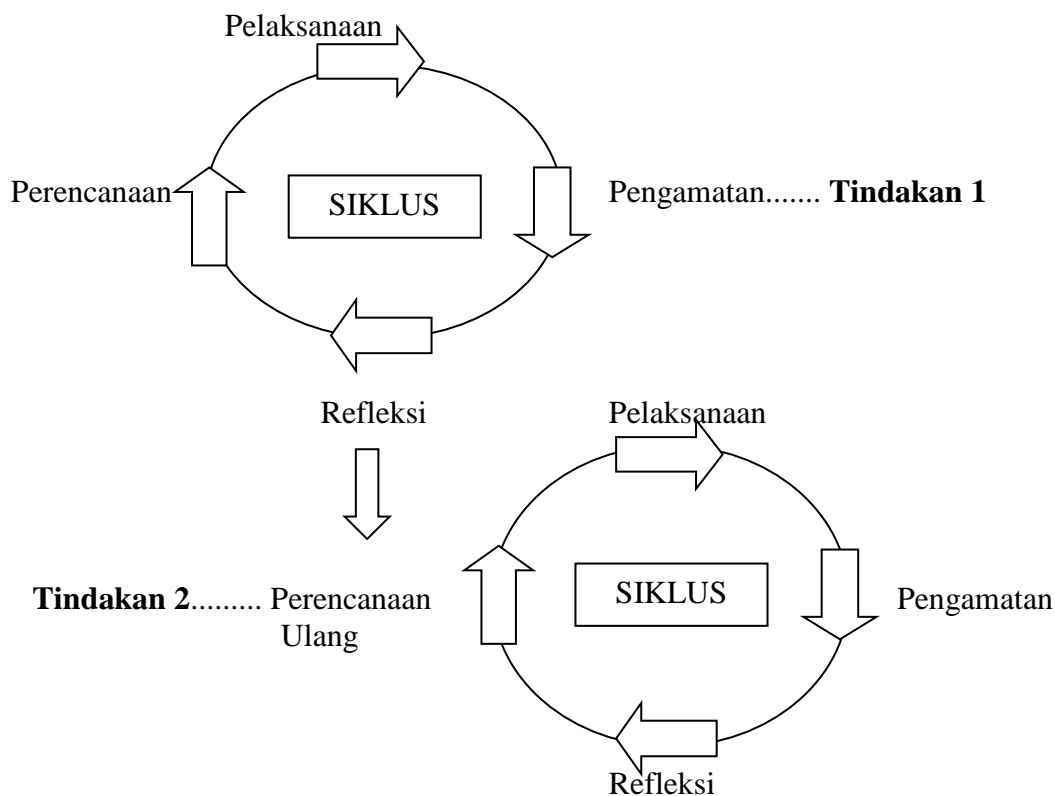 Pelaksanaan
Perencanaan
SIKLUS
Pengamatan....... Tindakan 1
Refleksi
Pelaksanaan
Tindakan 2......... Perencanaan
Ulang
SIKLUS
Pengamatan
Refleksi